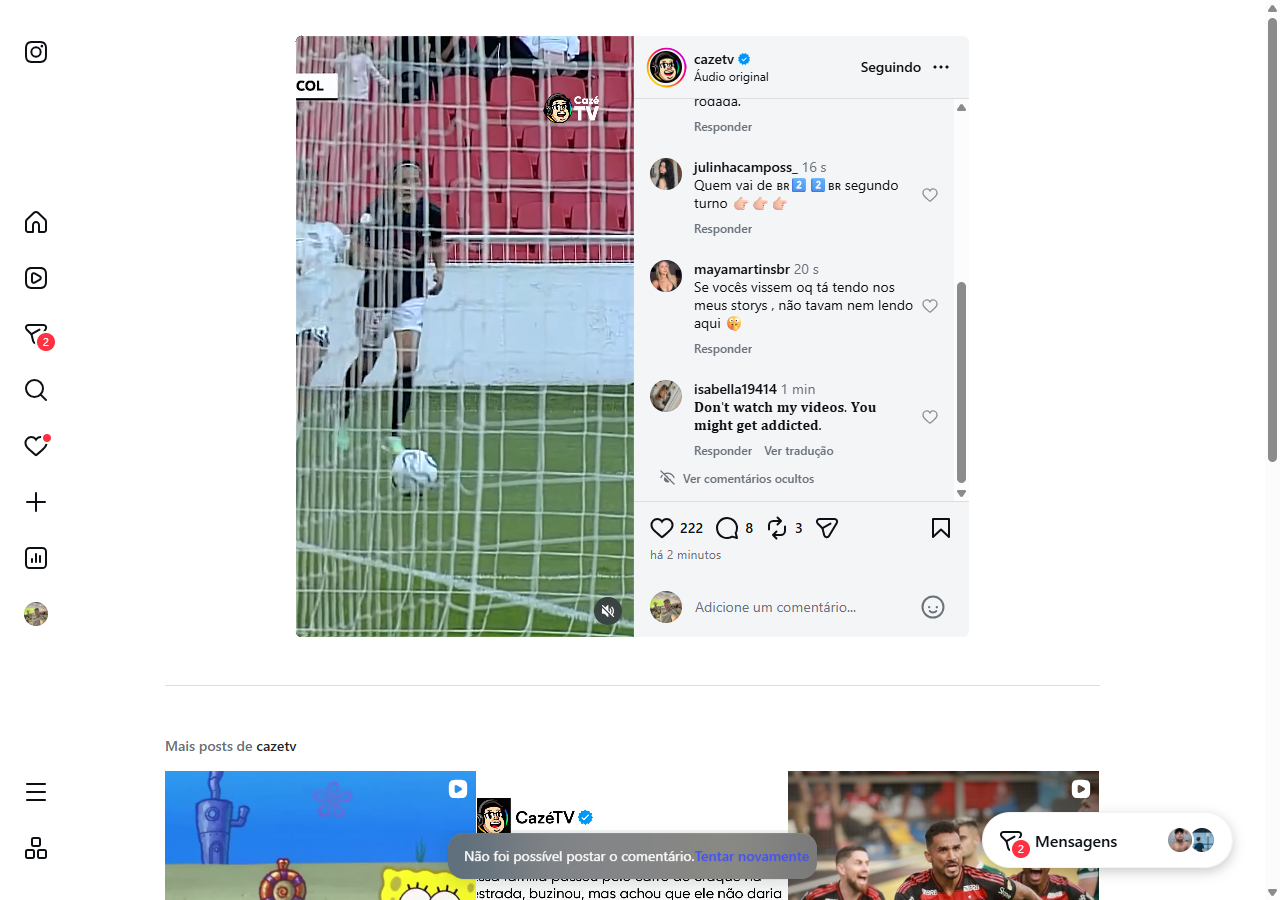 COL
Cazé
TV
cazetv
Áudio original
Seguindo
rodada.
Responder
julinhacamposs_ 16 s
Quem vai de ʙʀ2️⃣ 2️⃣ʙʀ segundo
turno 👉🏻👉🏻👉🏻
Responder
mayamartinsbr 20 s
Se vocês vissem oq tá tendo nos
meus storys , não tavam nem lendo
aqui 🫣
Responder
isabella19414 1 min
𝐃𝐨𝐧'𝐭 𝐰𝐚𝐭𝐜𝐡 𝐦𝐲 𝐯𝐢𝐝𝐞𝐨𝐬. 𝐘𝐨𝐮
𝐦𝐢𝐠𝐡𝐭 𝐠𝐞𝐭 𝐚𝐝𝐝𝐢𝐜𝐭𝐞𝐝.
Responder Ver tradução
Ver comentários ocultos
222 8 3
há 2 minutos
Adicione um comentário...
2
Mais posts de cazetv
CazéTV
Não foi possível postar o comentário. Tentar novamente
estrada, buzinou, mas achou que ele não daria
2 Mensagens